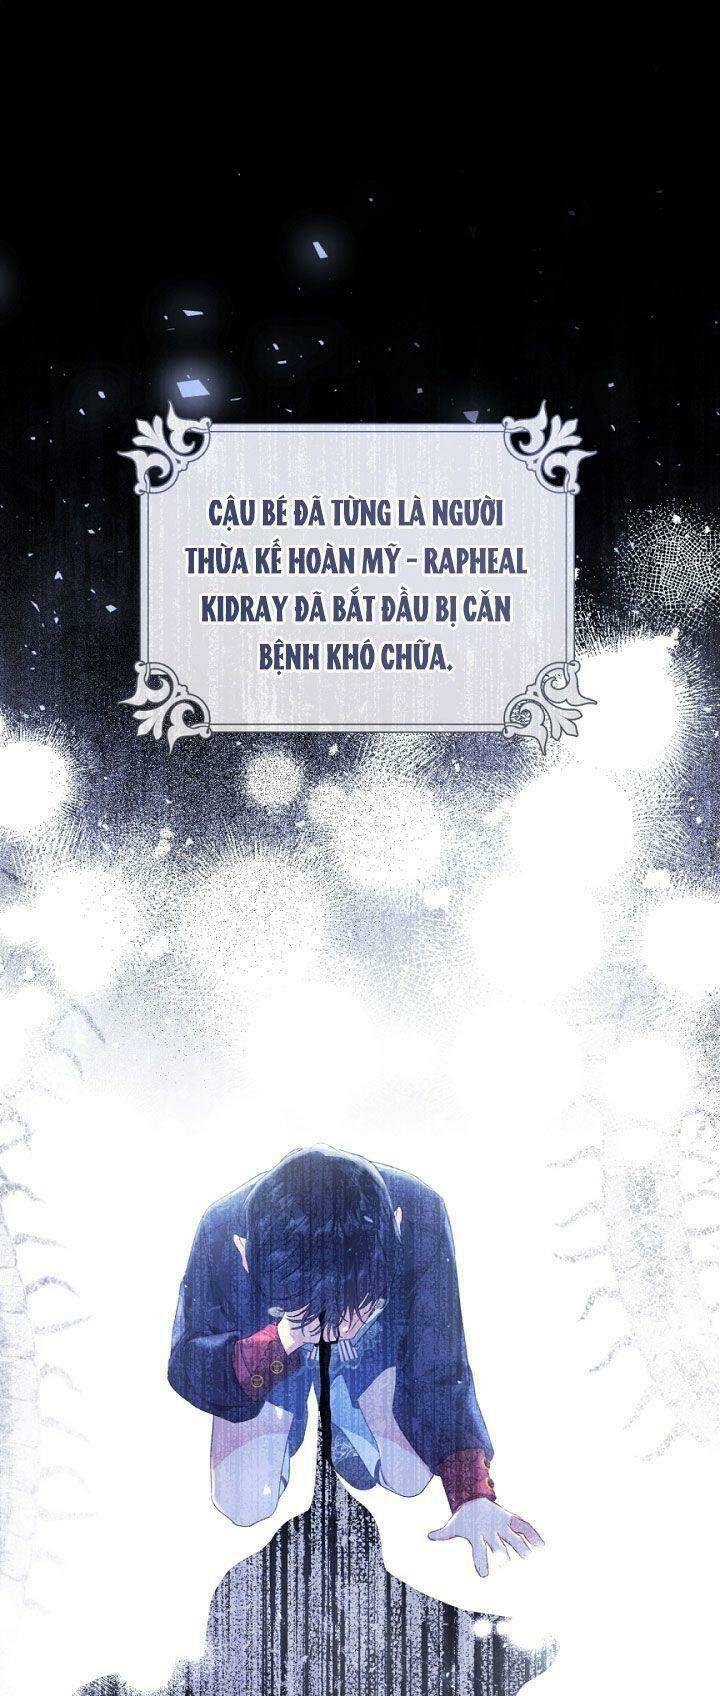 CẬU BÉ ĐÃ TỪNG LÀ NGƯỜI
THỪA KẾ HOÀN MỸ - RAPHEAL
KIDRAY ĐÃ BẮT ĐẦU BỊ CĂN
BỆNH KHÓ CHỮA.